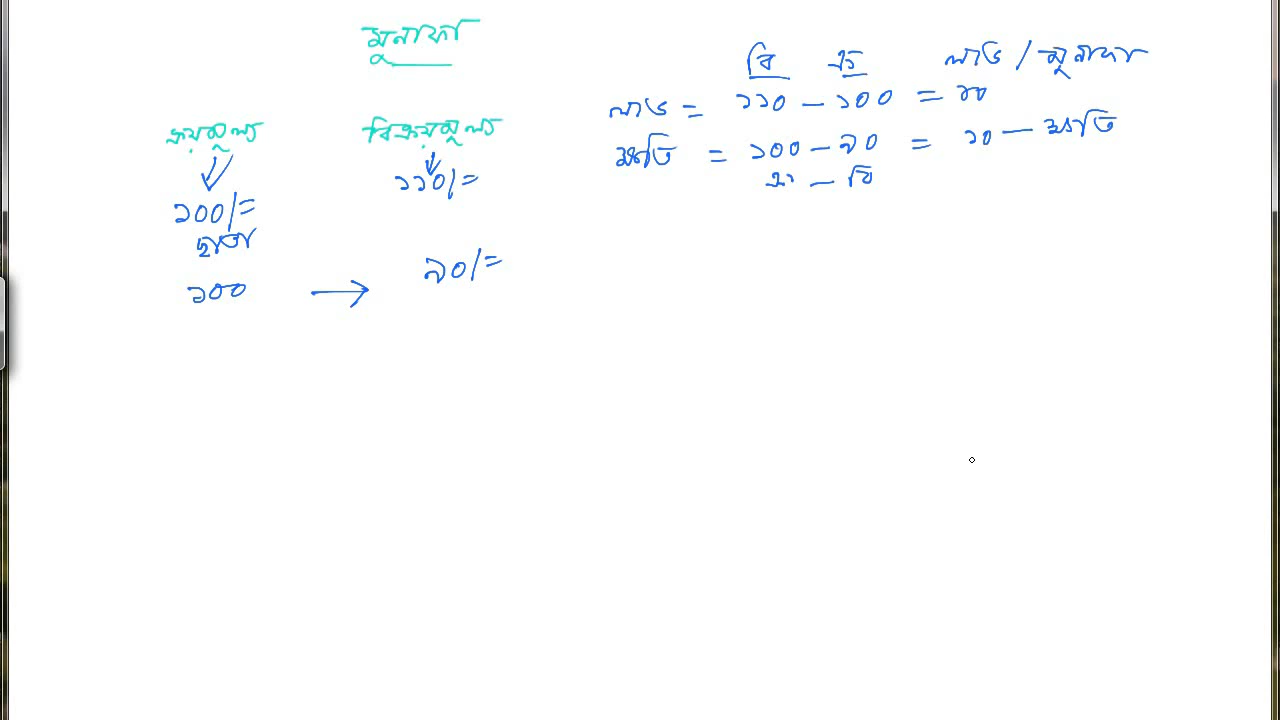 মুনাফা
ক্রয়মূল্য বিক্রয়মূল্য
১০০/= ১১০/=
ছাতা
১০০ → ৯০/=
বি ক্র লাভ / মুনাফা
লাভ = ১১০ — ১০০ = ১০
ক্ষতি = ১০০ — ৯০ = ১০ — ক্ষতি
ক্র — বি